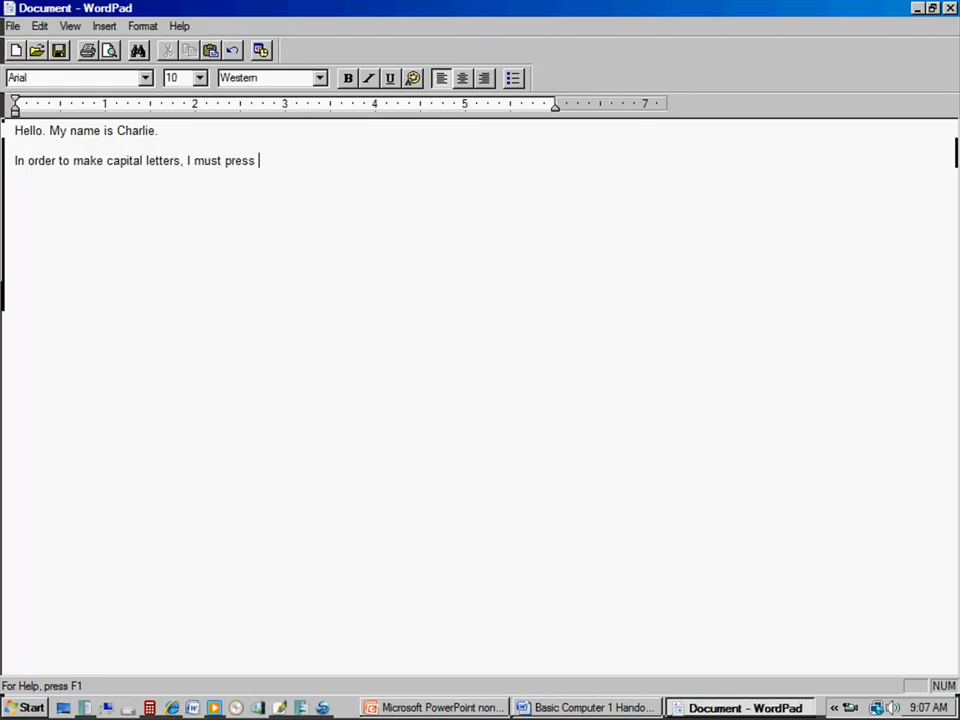 Document - WordPad
File Edit View Insert Format Help
Arial 10 Western B I U
1 2 3 4 5 7
Hello. My name is Charlie.
In order to make capital letters, I must press
For Help, press F1 NUM
Start Microsoft PowerPoint non... Basic Computer 1 Hando... Document - WordPad « 9:07 AM